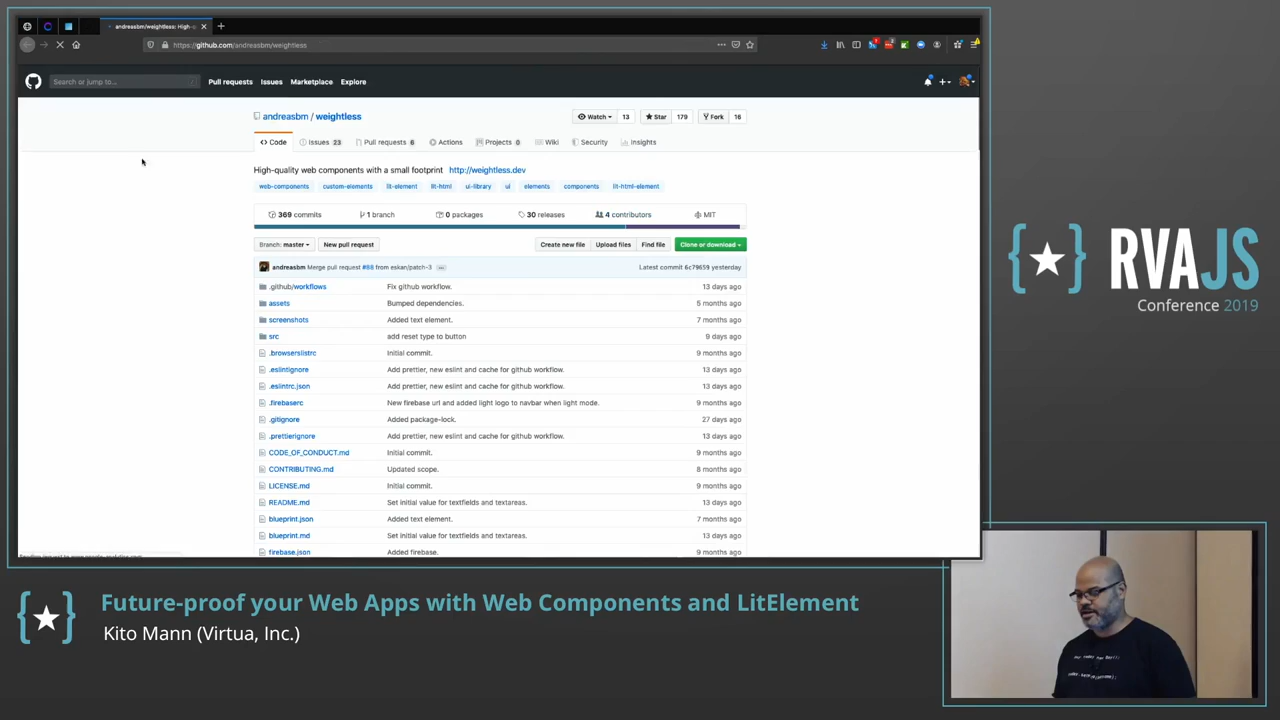 andreasbm/weightless: High-q
https://github.com/andreasbm/weightless
Search or jump to...
Pull requests
Issues
Marketplace
Explore
andreasbm / weightless
Watch 13
Star 179
Fork 16
Code
Issues 23
Pull requests 6
Actions
Projects 0
Wiki
Security
Insights
High-quality web components with a small footprint http://weightless.dev
web-components custom-elements lit-element lit-html ui-library ui elements components lit-html-element
369 commits
1 branch
0 packages
30 releases
4 contributors
MIT
Branch: master
New pull request
Create new file
Upload files
Find file
Clone or download
andreasbm Merge pull request #88 from eskan/patch-3
Latest commit 6c79659 yesterday
.github/workflows Fix github workflow. 13 days ago
assets Bumped dependencies. 5 months ago
screenshots Added text element. 7 months ago
src add reset type to button 9 days ago
.browserslistrc Initial commit. 9 months ago
.eslintignore Add prettier, new eslint and cache for github workflow. 13 days ago
.eslintrc.json Add prettier, new eslint and cache for github workflow. 13 days ago
.firebaserc New firebase url and added light logo to navbar when light mode. 9 months ago
.gitignore Added package-lock. 27 days ago
.prettierignore Add prettier, new eslint and cache for github workflow. 13 days ago
CODE_OF_CONDUCT.md Initial commit. 9 months ago
CONTRIBUTING.md Updated scope. 8 months ago
LICENSE.md Initial commit. 9 months ago
README.md Set initial value for textfields and textareas. 13 days ago
blueprint.json Added text element. 7 months ago
blueprint.md Set initial value for textfields and textareas. 13 days ago
firebase.json Added firebase. 9 months ago
RVAJS
Conference 2019
Future-proof your Web Apps with Web Components and LitElement
Kito Mann (Virtua, Inc.)